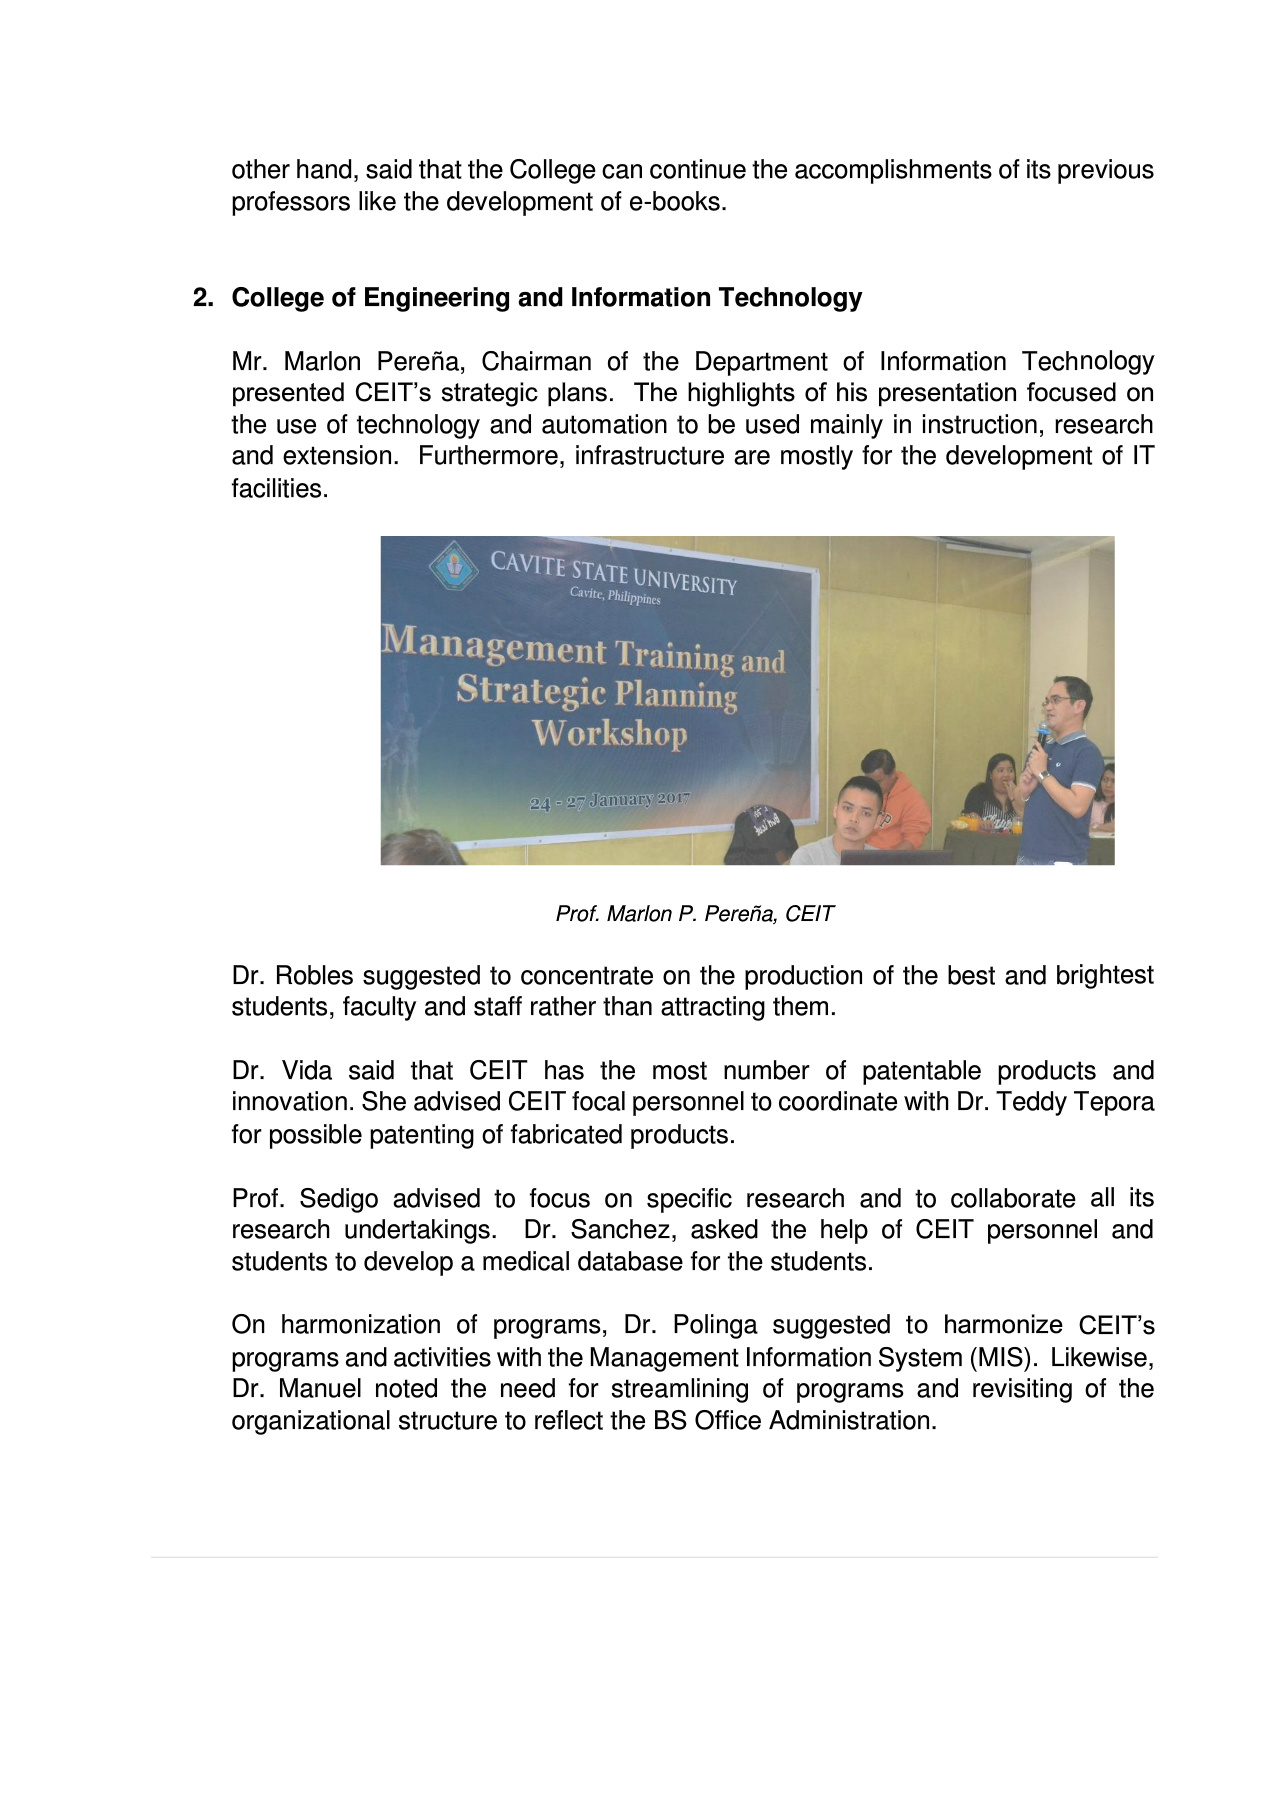 other hand, said that the College can continue the accomplishments of its previous
professors like the development of e-books.
2. College of Engineering and Information Technology
Mr. Marlon Pereña, Chairman of the Department of Information Technology
presented CEIT’s strategic plans. The highlights of his presentation focused on
the use of technology and automation to be used mainly in instruction, research
and extension. Furthermore, infrastructure are mostly for the development of IT
facilities.
CAVITE STATE UNIVERSITY
Cavite, Philippines
Management Training and
Strategic Planning
Workshop
24 - 27 January 2017
Prof. Marlon P. Pereña, CEIT
Dr. Robles suggested to concentrate on the production of the best and brightest
students, faculty and staff rather than attracting them.
Dr. Vida said that CEIT has the most number of patentable products and
innovation. She advised CEIT focal personnel to coordinate with Dr. Teddy Tepora
for possible patenting of fabricated products.
Prof. Sedigo advised to focus on specific research and to collaborate all its
research undertakings. Dr. Sanchez, asked the help of CEIT personnel and
students to develop a medical database for the students.
On harmonization of programs, Dr. Polinga suggested to harmonize CEIT’s
programs and activities with the Management Information System (MIS). Likewise,
Dr. Manuel noted the need for streamlining of programs and revisiting of the
organizational structure to reflect the BS Office Administration.